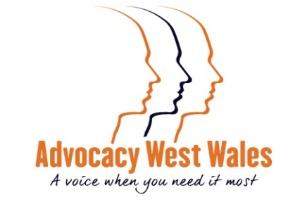 Advocacy West Wales
A voice when you need it most